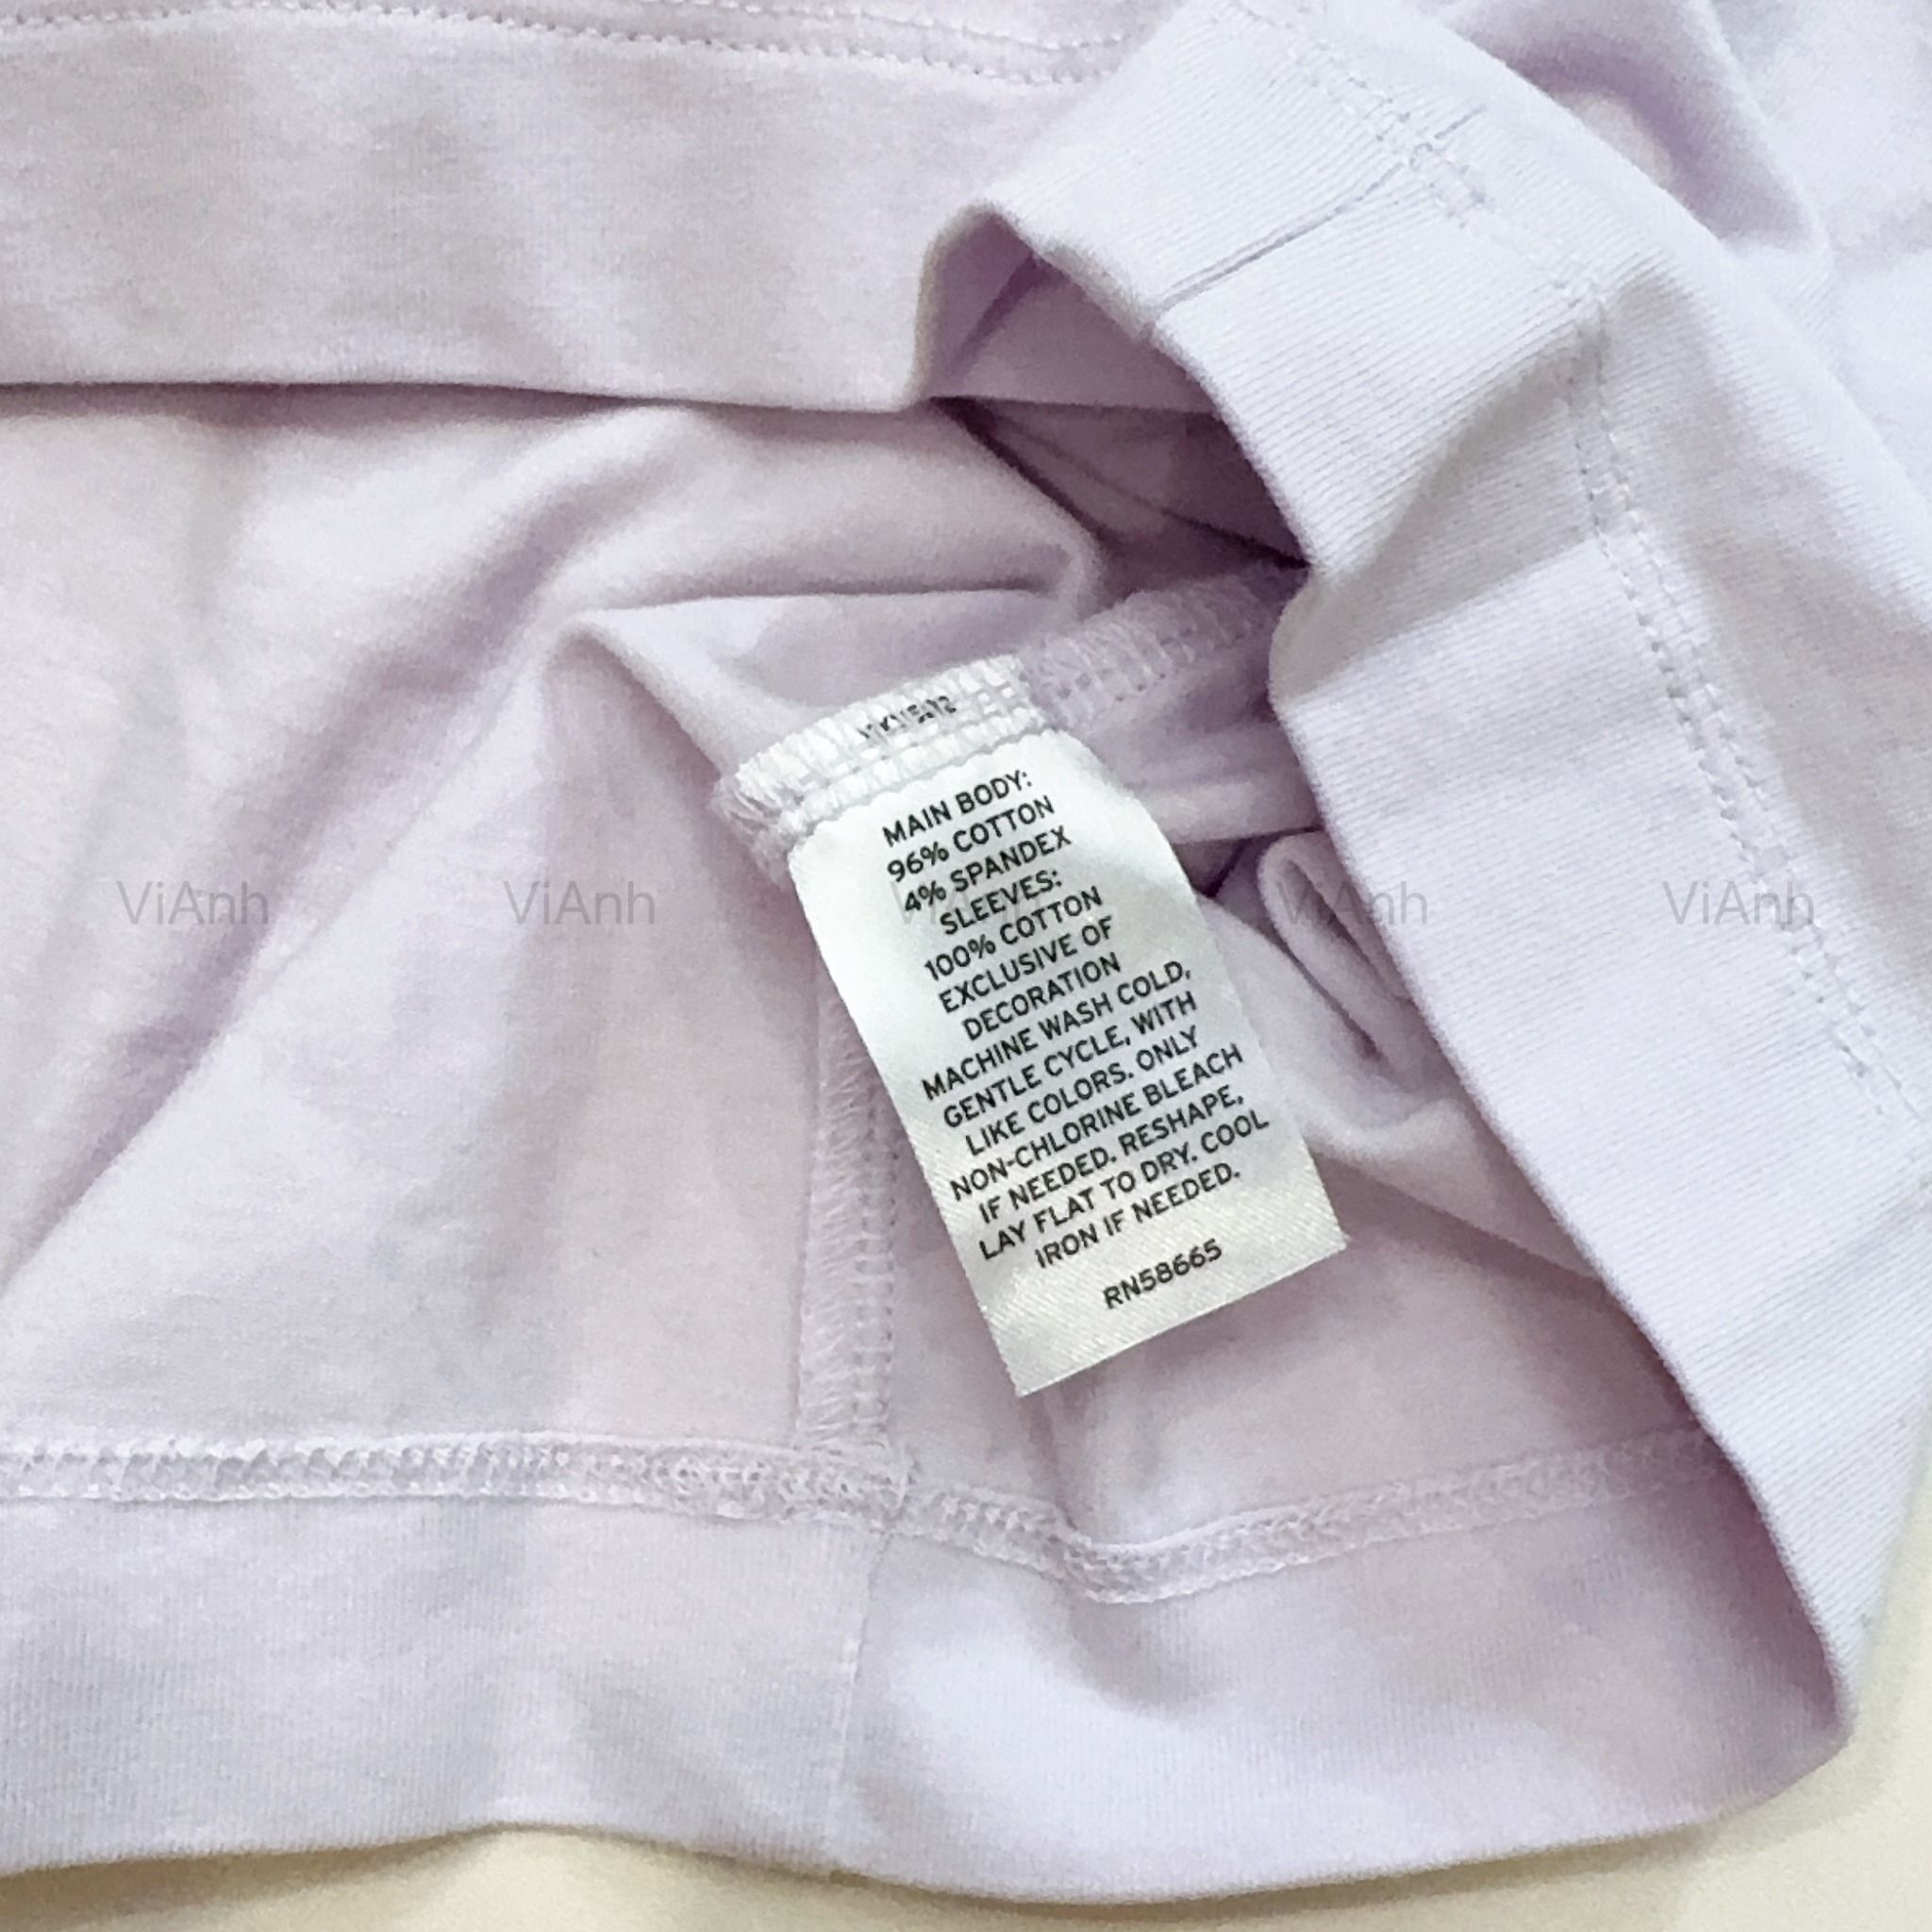 MAIN BODY:
96% COTTON
4% SPANDEX
SLEEVES:
100% COTTON
EXCLUSIVE OF
DECORATION
MACHINE WASH COLD,
GENTLE CYCLE, WITH
LIKE COLORS. ONLY
NON-CHLORINE BLEACH
IF NEEDED. RESHAPE,
LAY FLAT TO DRY. COOL
IRON IF NEEDED.
RN58665
ViAnh ViAnh ViAnh ViAnh ViAnh